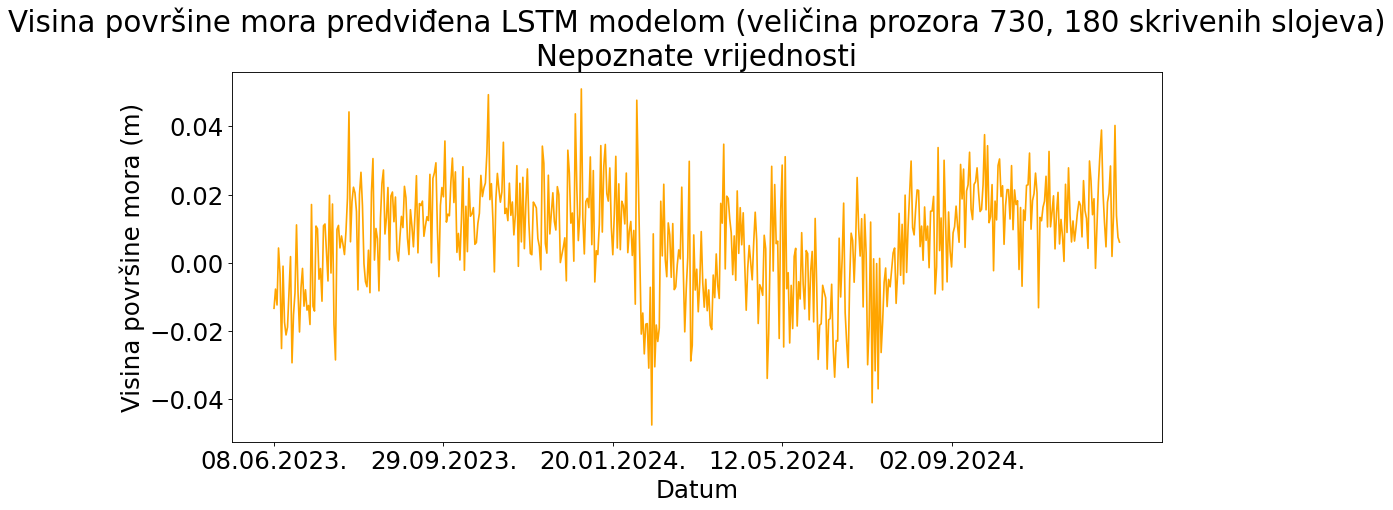 Visina površine mora predviđena LSTM modelom (veličina prozora 730, 180 skrivenih slojeva)
Nepoznate vrijednosti
Visina površine mora (m)
0.04
0.02
0.00
−0.02
−0.04
08.06.2023. 29.09.2023. 20.01.2024. 12.05.2024. 02.09.2024.
Datum